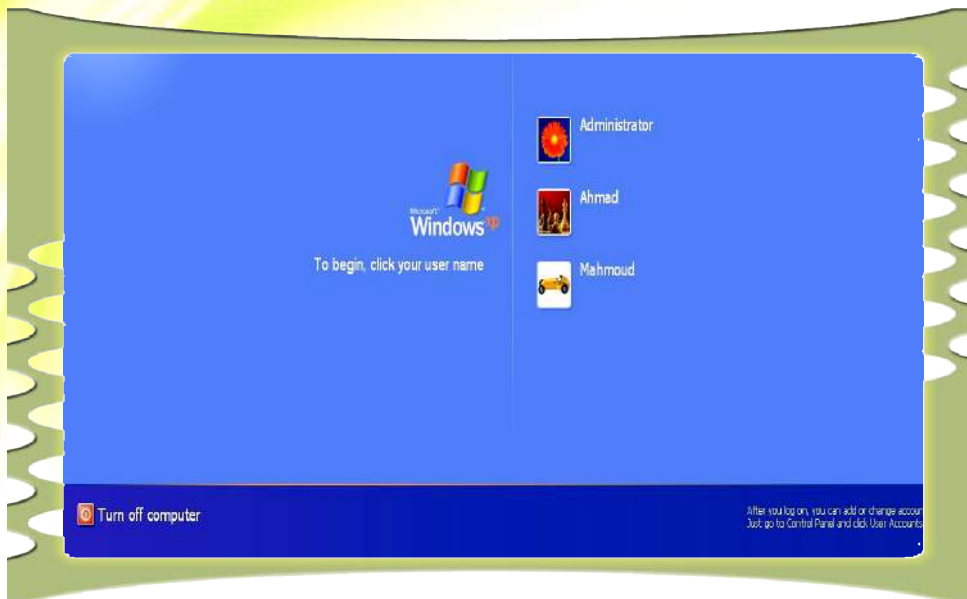 Microsoft
Windows xp
To begin, click your user name
Administrator
Ahmad
Mahmoud
Turn off computer
After you log on, you can add or change accoun
Just go to Control Panel and click User Accounts